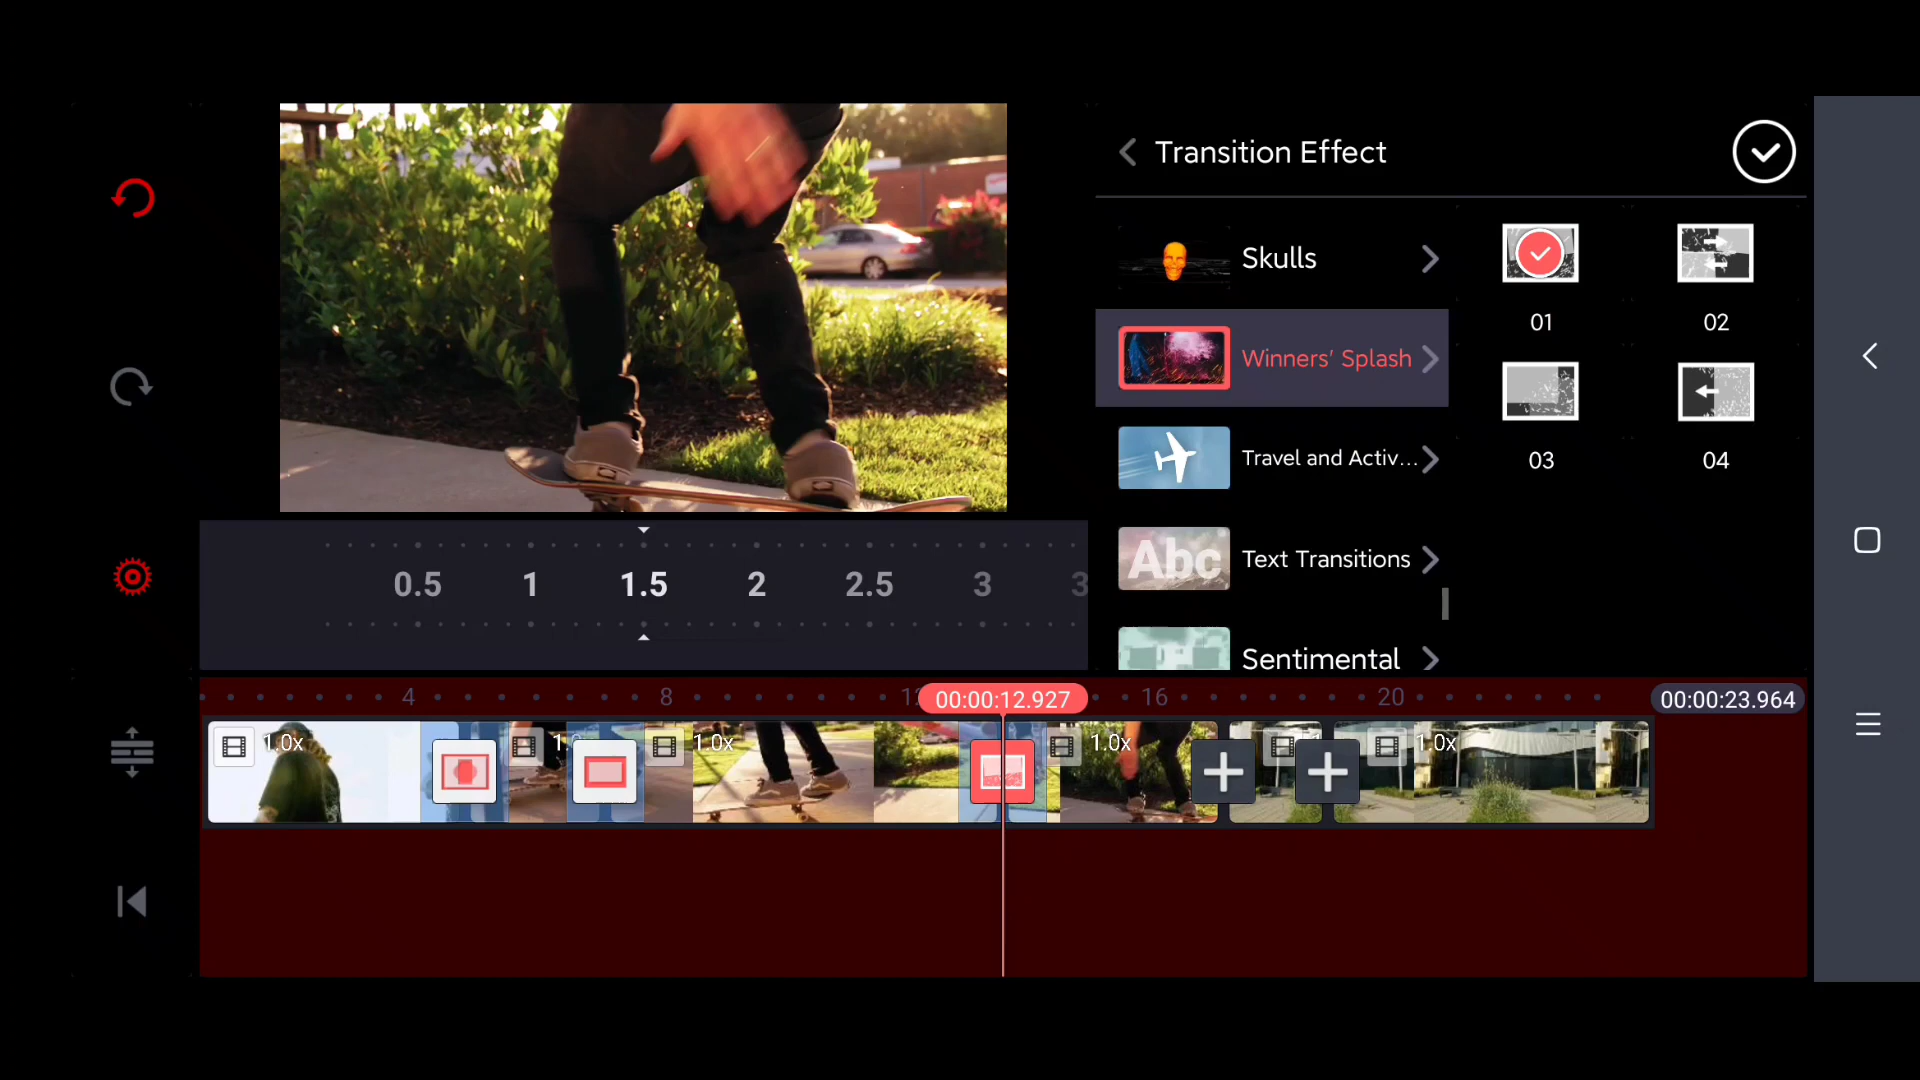 Transition Effect
Skulls
01
02
Winners' Splash
Travel and Activ...
03
04
Abc
Text Transitions
0.5
1
1.5
2
2.5
3
3
Sentimental
4
8
00:00:12.927
16
20
00:00:23.964
1.0x
1.0x
1.0x
1.0x